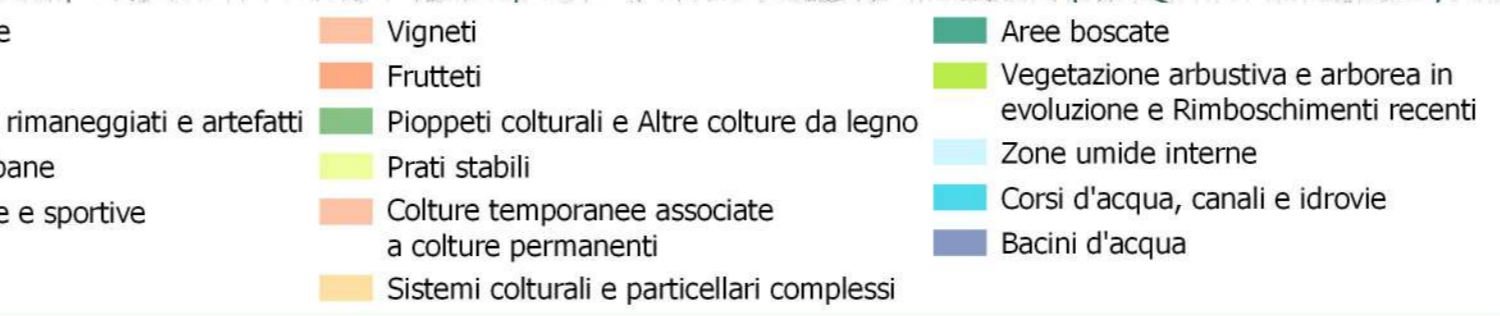 rimaneggiati e artefatti
e sportive
Vigneti
Frutteti
Pioppeti colturali e Altre colture da legno
Prati stabili
Colture temporanee associate
a colture permanenti
Sistemi colturali e particellari complessi
Aree boscate
Vegetazione arbustiva e arborea in
evoluzione e Rimboschimenti recenti
Zone umide interne
Corsi d'acqua, canali e idrovie
Bacini d'acqua